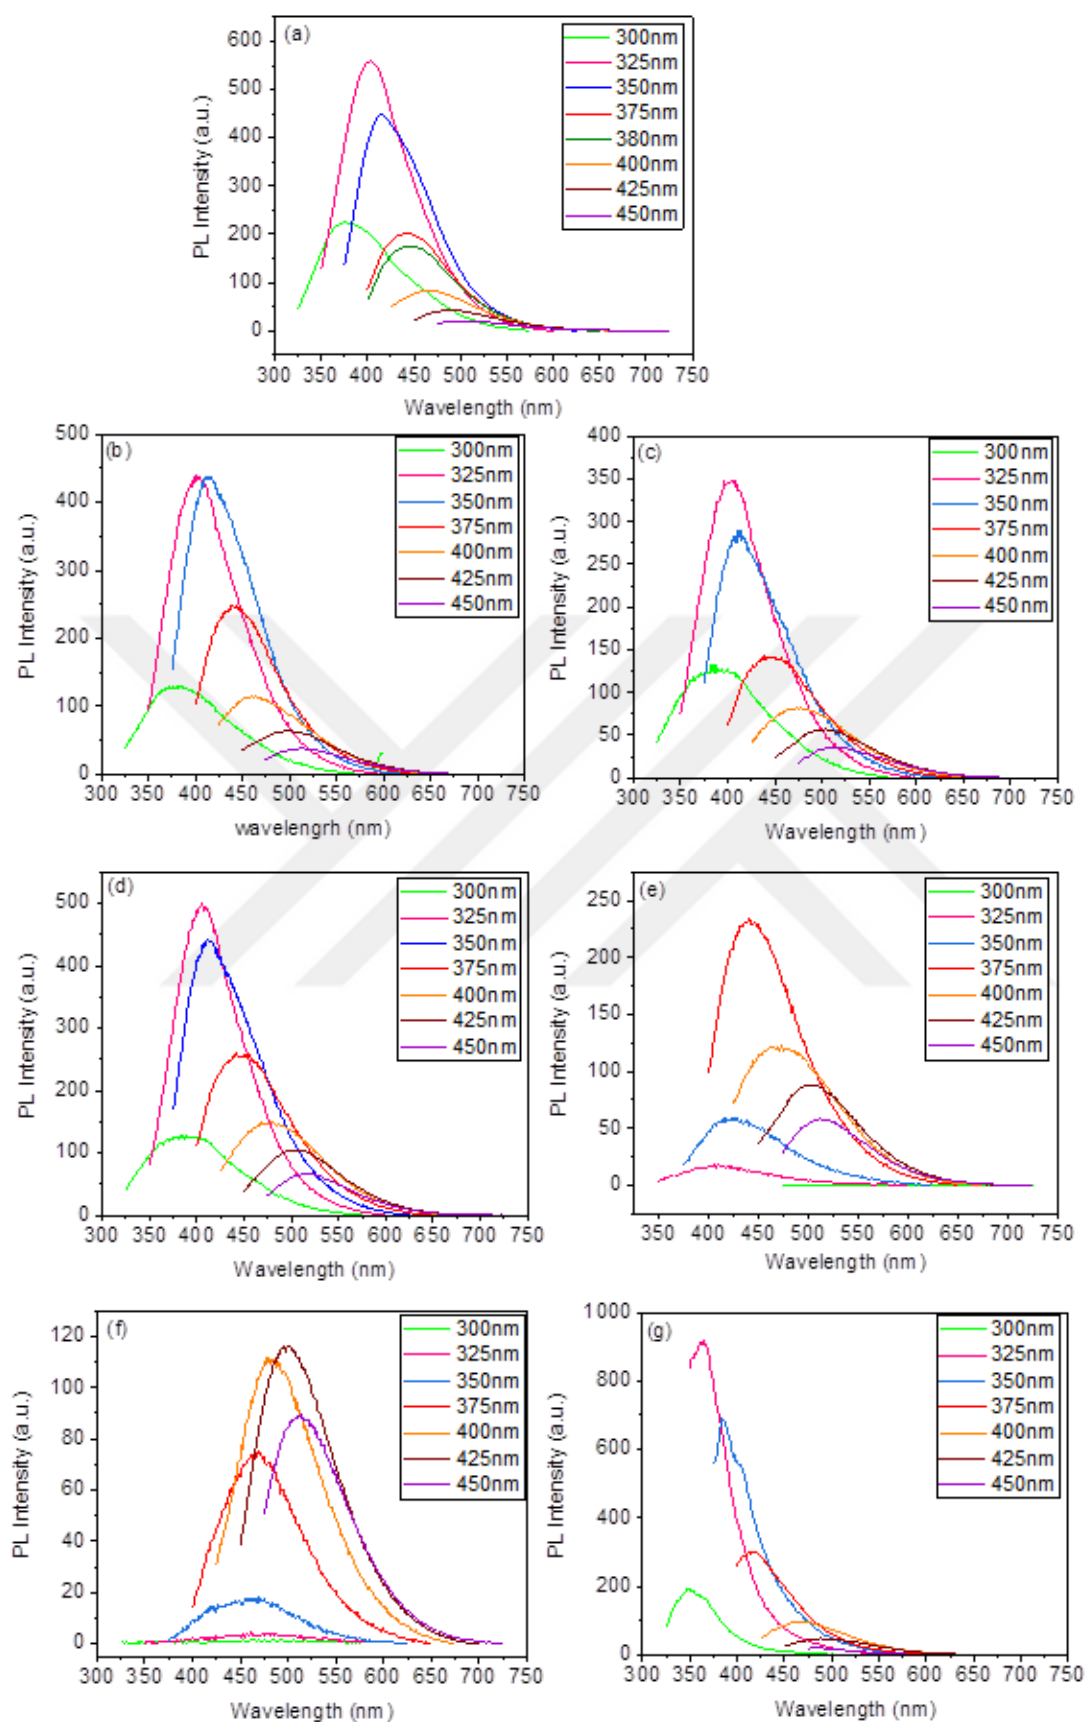 (a)
300nm
325nm
350nm
375nm
380nm
400nm
425nm
450nm
PL Intensity (a.u.)
600
500
400
300
200
100
0
300 350 400 450 500 550 600 650 700 750
Wavelength (nm)
(b)
300nm
325nm
350nm
375nm
400nm
425nm
450nm
PL Intensity (a.u.)
500
400
300
200
100
0
300 350 400 450 500 550 600 650 700 750
wavelengrh (nm)
(c)
300nm
325nm
350nm
375nm
400nm
425nm
450nm
PL Intensity (a.u.)
400
350
300
250
200
150
100
50
0
300 350 400 450 500 550 600 650 700 750
Wavelength (nm)
(d)
300nm
325nm
350nm
375nm
400nm
425nm
450nm
PL Intensity (a.u.)
500
400
300
200
100
0
300 350 400 450 500 550 600 650 700 750
Wavelength (nm)
(e)
300nm
325nm
350nm
375nm
400nm
425nm
450nm
PL Intensity (a.u.)
250
200
150
100
50
0
350 400 450 500 550 600 650 700 750
Wavelength (nm)
(f)
300nm
325nm
350nm
375nm
400nm
425nm
450nm
PL Intensity (a.u.)
120
100
80
60
40
20
0
300 350 400 450 500 550 600 650 700 750
Wavelength (nm)
(g)
300nm
325nm
350nm
375nm
400nm
425nm
450nm
PL Intensity (a.u.)
1000
800
600
400
200
0
300 350 400 450 500 550 600 650 700 750
Wavelength (nm)